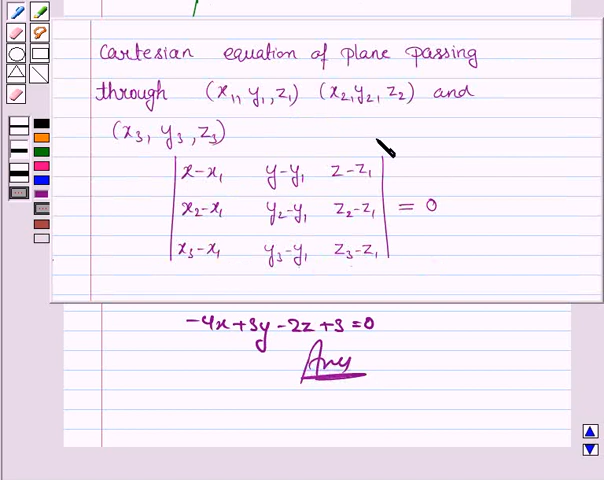 Cartesian equation of plane passing
through (x₁, y₁, z₁) (x₂, y₂, z₂) and
(x₃, y₃, z₃)
| x-x₁ y-y₁ z-z₁ |
| x₂-x₁ y₂-y₁ z₂-z₁ | = 0
| x₃-x₁ y₃-y₁ z₃-z₁ |
-4x+3y-2z+3=0
Ans